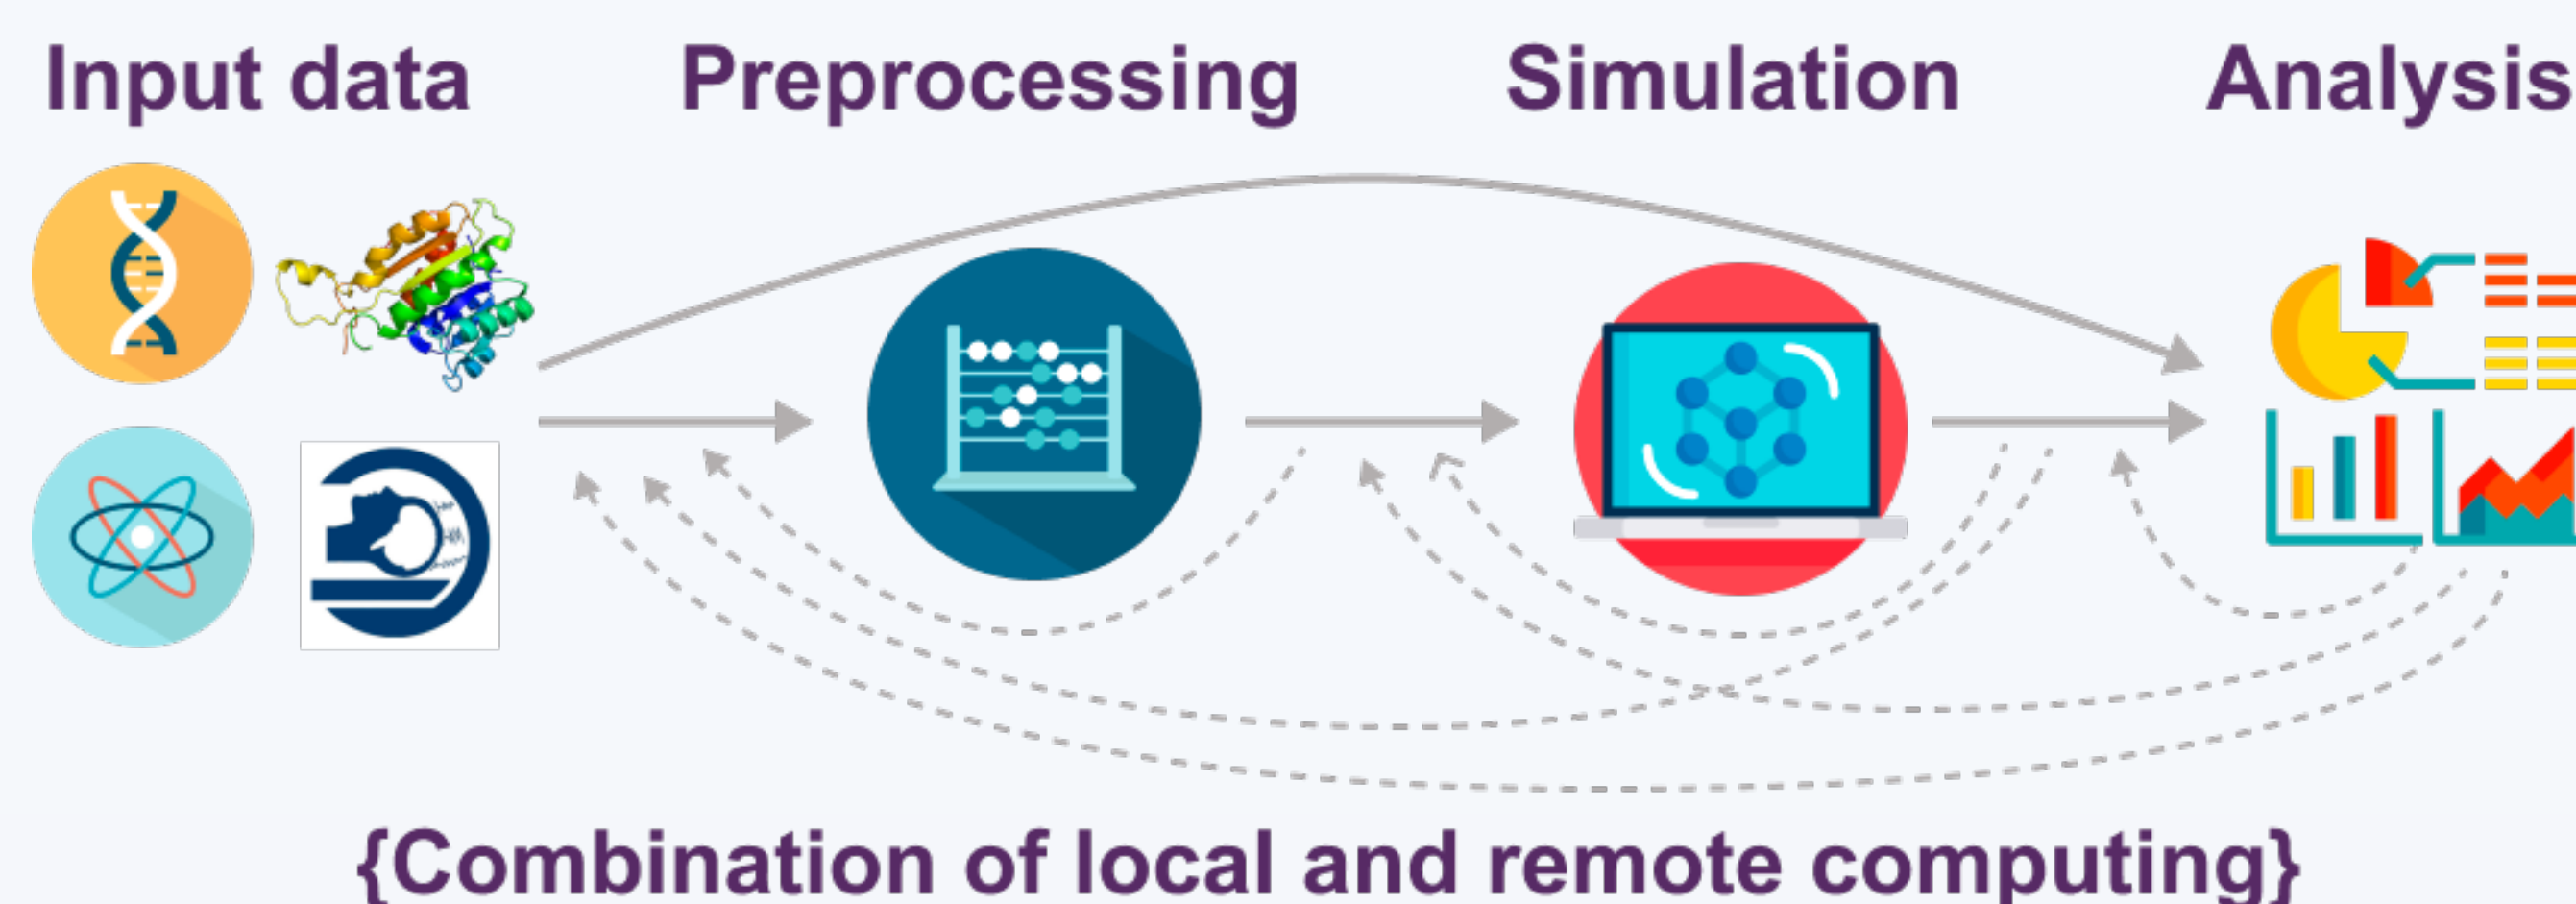 Input data Preprocessing Simulation Analysis
{Combination of local and remote computing}